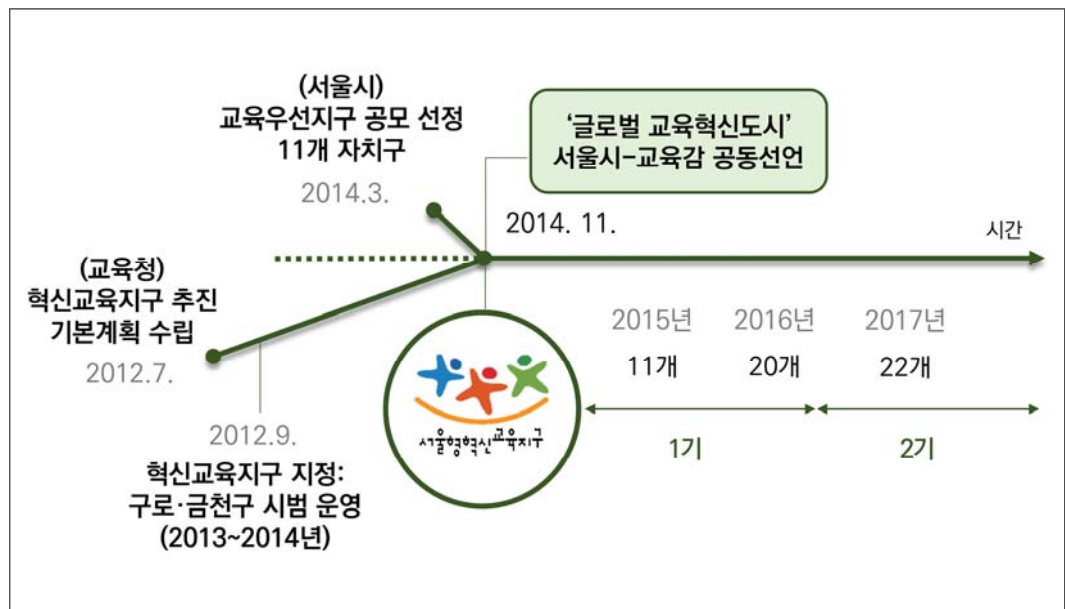 (서울시)
교육우선지구 공모 선정
11개 자치구
2014.3.
‘글로벌 교육혁신도시’
서울시-교육감 공동선언
2014. 11.
시간
(교육청)
혁신교육지구 추진
기본계획 수립
2012.7.
2012.9.
혁신교육지구 지정:
구로·금천구 시범 운영
(2013~2014년)
서울형혁신교육지구
2015년 2016년 2017년
11개 20개 22개
1기 2기